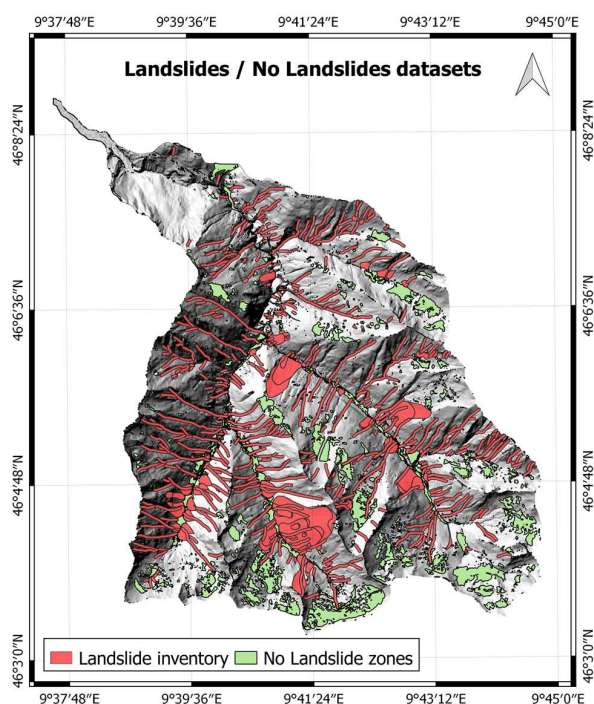 9°37′48″E 9°39′36″E 9°41′24″E 9°43′12″E 9°45′0″E
Landslides / No Landslides datasets
46°8′24″N 46°8′24″N
46°6′36″N 46°6′36″N
46°4′48″N 46°4′48″N
46°3′0″N 46°3′0″N
Landslide inventory No Landslide zones
9°37′48″E 9°39′36″E 9°41′24″E 9°43′12″E 9°45′0″E